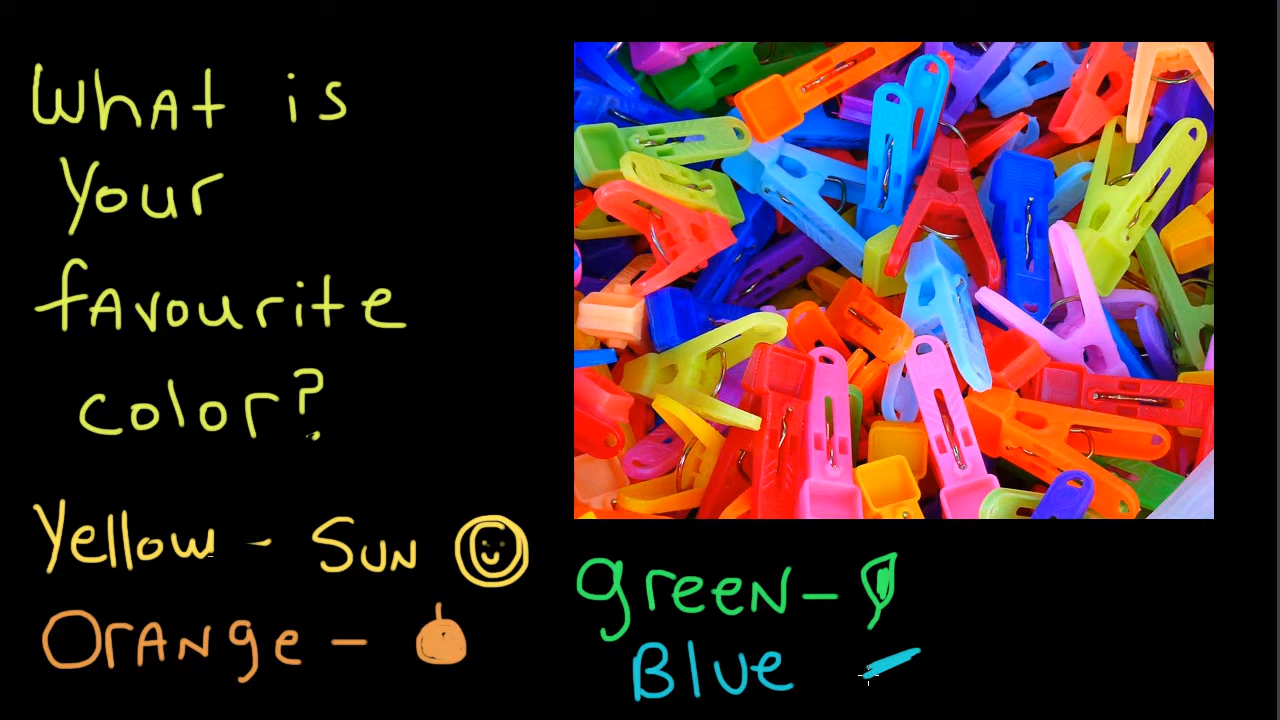 What is
your
favourite
color?
Yellow - Sun
Orange -
green -
Blue